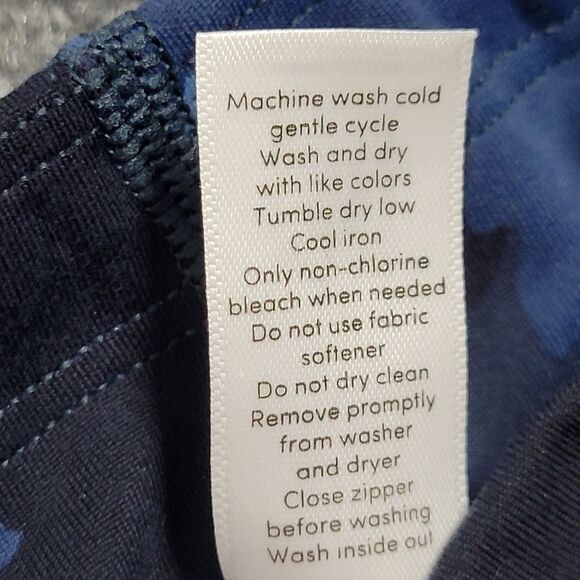 Machine wash cold
gentle cycle
Wash and dry
with like colors
Tumble dry low
Cool iron
Only non-chlorine
bleach when needed
Do not use fabric
softener
Do not dry clean
Remove promptly
from washer
and dryer
Close zipper
before washing
Wash inside out